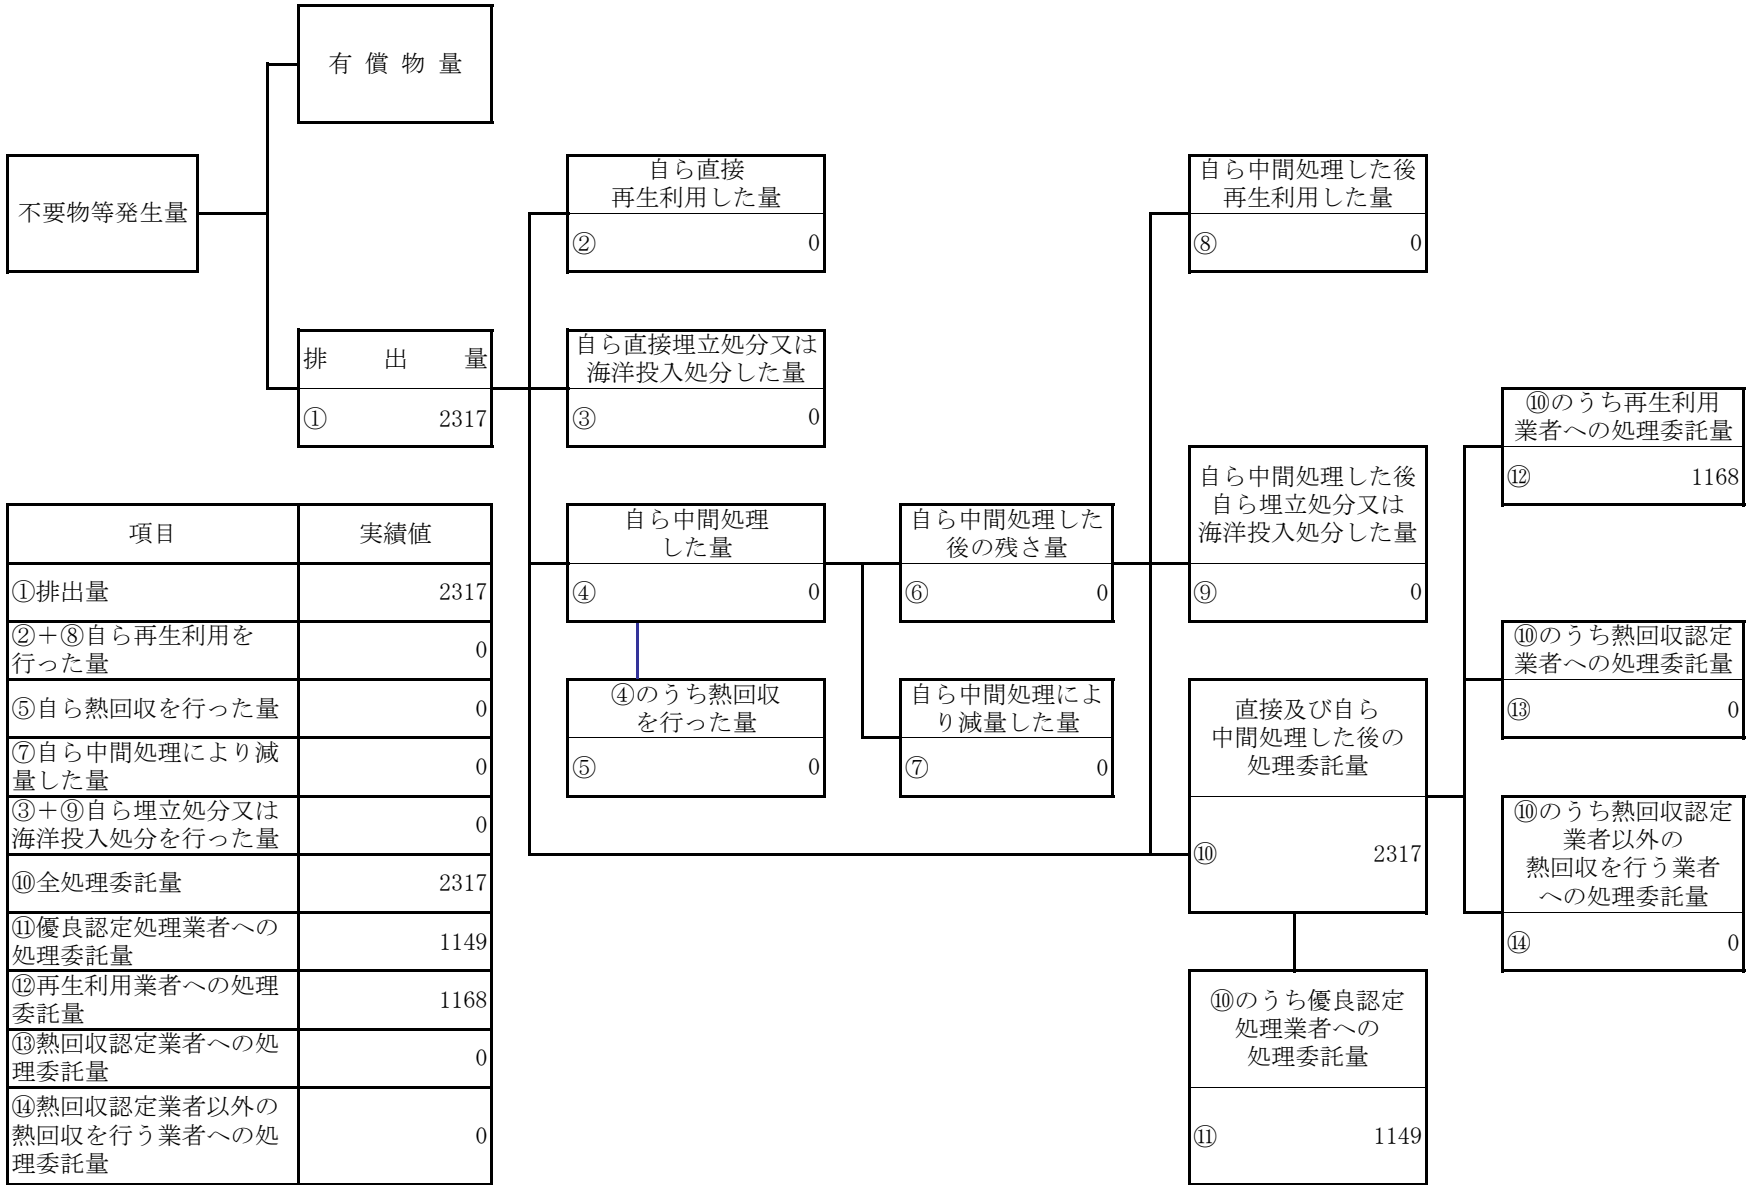 有償物量
不要物等発生量
自ら直接
再生利用した量
② 0
自ら中間処理した後
再生利用した量
⑧ 0
排出量
① 2317
自ら直接埋立処分又は
海洋投入処分した量
③ 0
⑩のうち再生利用
業者への処理委託量
⑫ 1168
自ら中間処理した後
自ら埋立処分又は
海洋投入処分した量
⑨ 0
自ら中間処理
した量
④ 0
自ら中間処理した
後の残さ量
⑥ 0
⑩のうち熱回収認定
業者への処理委託量
⑬ 0
④のうち熱回収
を行った量
⑤ 0
自ら中間処理によ
り減量した量
⑦ 0
直接及び自ら
中間処理した後の
処理委託量
⑩ 2317
⑩のうち熱回収認定
業者以外の
熱回収を行う業者
への処理委託量
⑭ 0
⑩のうち優良認定
処理業者への
処理委託量
⑪ 1149
項目 実績値
①排出量 2317
②＋⑧自ら再生利用を
行った量 0
⑤自ら熱回収を行った量 0
⑦自ら中間処理により減
量した量 0
③＋⑨自ら埋立処分又は
海洋投入処分を行った量 0
⑩全処理委託量 2317
⑪優良認定処理業者への
処理委託量 1149
⑫再生利用業者への処理
委託量 1168
⑬熱回収認定業者への処
理委託量 0
⑭熱回収認定業者以外の
熱回収を行う業者への処
理委託量 0